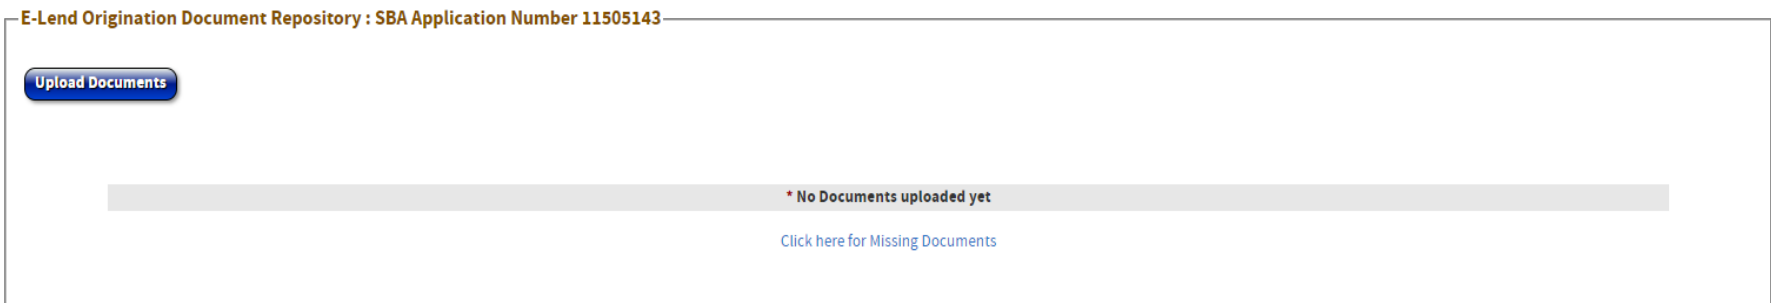 E-Lend Origination Document Repository : SBA Application Number 11505143
Upload Documents
* No Documents uploaded yet
Click here for Missing Documents